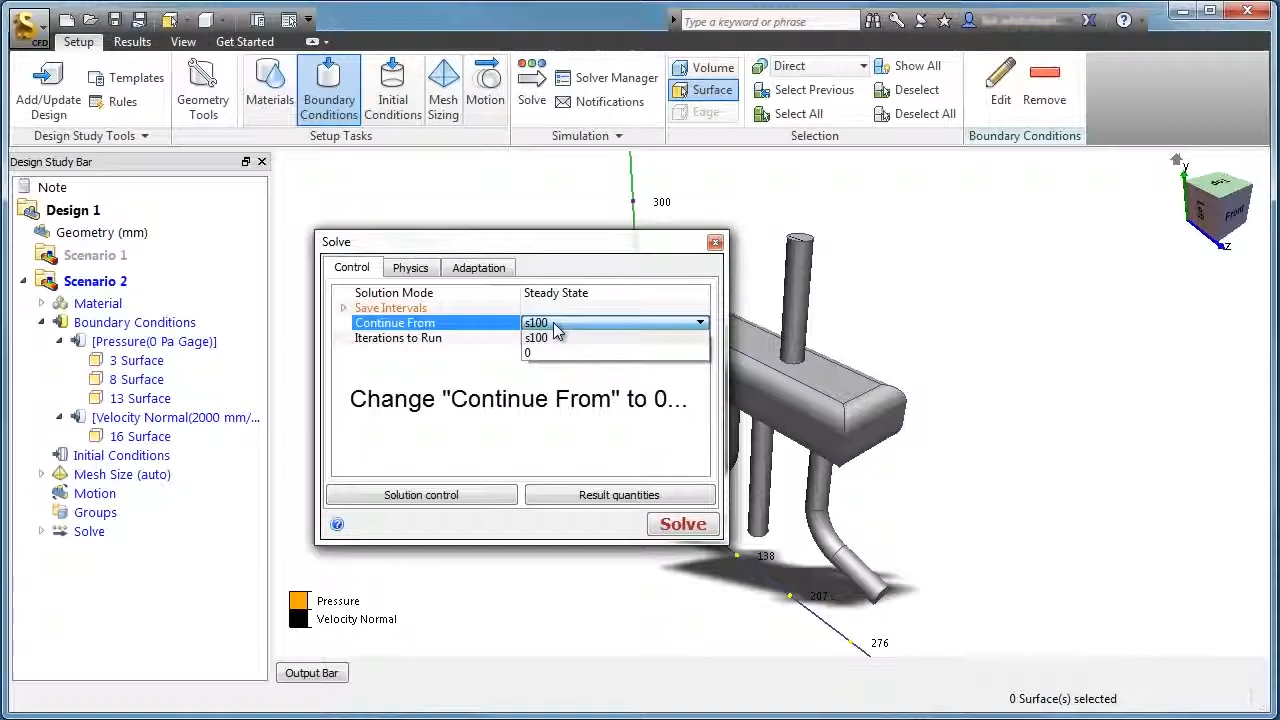 CFD
Type a keyword or phrase
Setup
Results
View
Get Started
Add/Update
Design
Templates
Rules
Geometry
Tools
Materials
Boundary
Conditions
Initial
Conditions
Mesh
Sizing
Motion
Solve
Solver Manager
Notifications
Volume
Surface
Edge
Direct
Select Previous
Select All
Show All
Deselect
Deselect All
Edit
Remove
Design Study Tools
Setup Tasks
Simulation
Selection
Boundary Conditions
Design Study Bar
Note
Design 1
Geometry (mm)
Scenario 1
Scenario 2
Material
Boundary Conditions
[Pressure(0 Pa Gage)]
3 Surface
8 Surface
13 Surface
[Velocity Normal(2000 mm/...
16 Surface
Initial Conditions
Mesh Size (auto)
Motion
Groups
Solve
300
y
Front
Z
Solve
Control
Physics
Adaptation
Solution Mode
Steady State
Save Intervals
Continue From
s100
Iterations to Run
s100
0
Change "Continue From" to 0...
Solution control
Result quantities
Solve
138
207
276
Pressure
Velocity Normal
Output Bar
0 Surface(s) selected